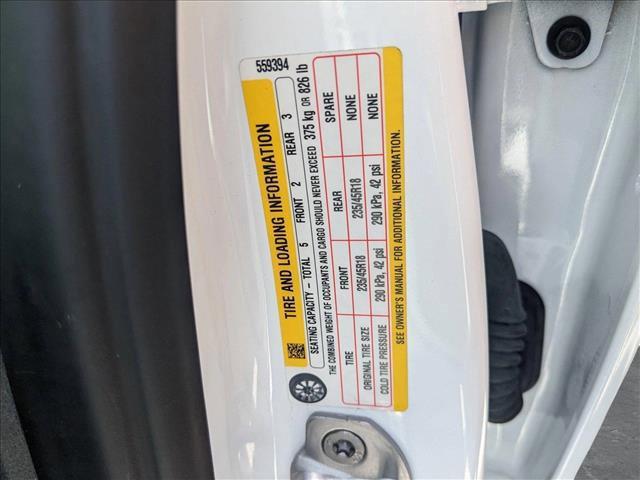 559394
TIRE AND LOADING INFORMATION
SEATING CAPACITY - TOTAL 5 FRONT 2 REAR 3
THE COMBINED WEIGHT OF OCCUPANTS AND CARGO SHOULD NEVER EXCEED 375 kg OR 826 lb
TIRE FRONT REAR SPARE
ORIGINAL TIRE SIZE 235/45R18 235/45R18 NONE
COLD TIRE PRESSURE 290 kPa, 42 psi 290 kPa, 42 psi NONE
SEE OWNER'S MANUAL FOR ADDITIONAL INFORMATION.